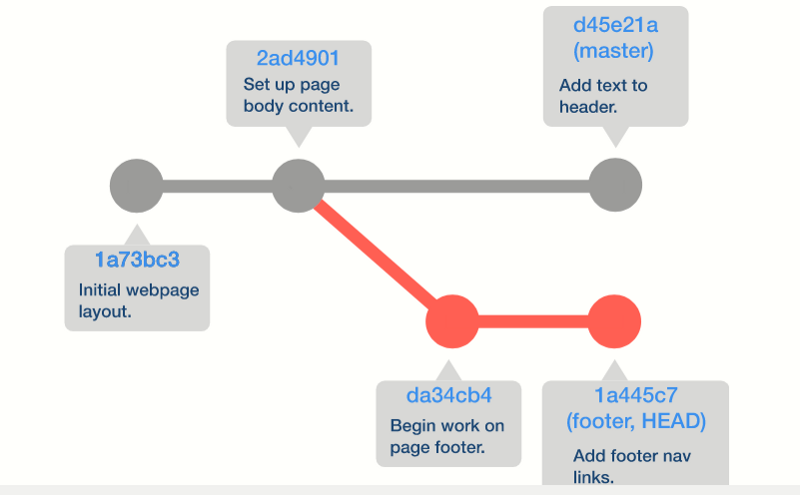 2ad4901
Set up page
body content.
d45e21a
(master)
Add text to
header.
1a73bc3
Initial webpage
layout.
da34cb4
Begin work on
page footer.
1a445c7
(footer, HEAD)
Add footer nav
links.